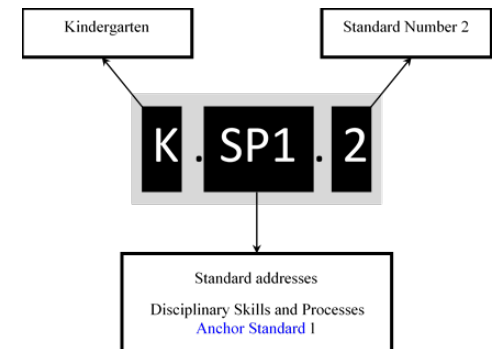 Kindergarten
Standard Number 2
K . SP1 . 2
Standard addresses
Disciplinary Skills and Processes
Anchor Standard 1